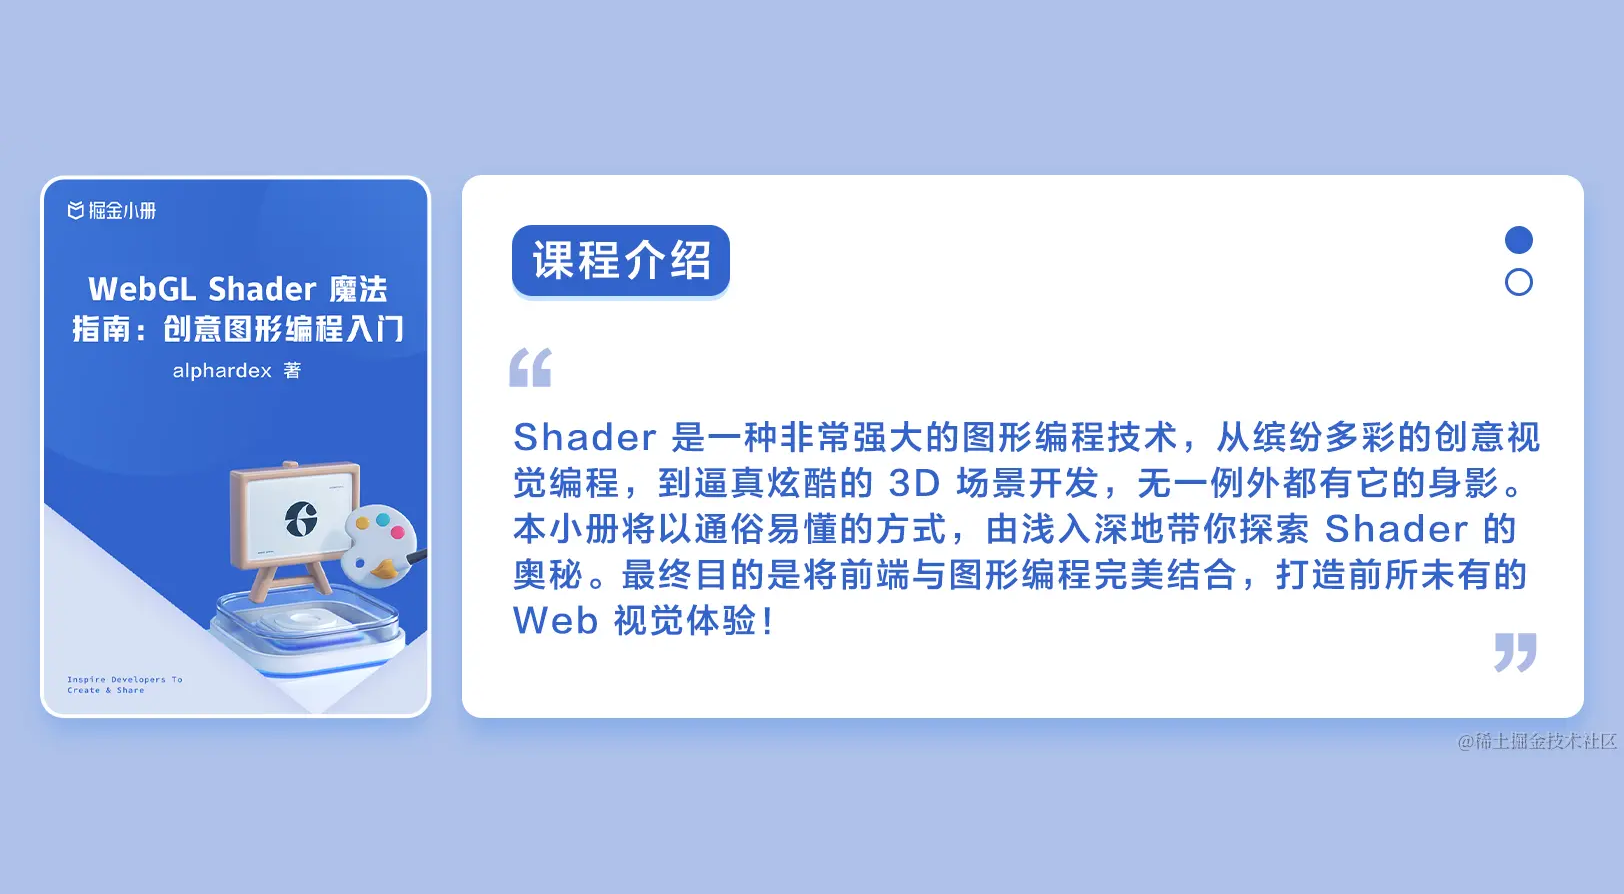 掘金小册
WebGL Shader 魔法
指南：创意图形编程入门
alphardex 著
Inspire Developers To
Create & Share
课程介绍
“
Shader 是一种非常强大的图形编程技术，从缤纷多彩的创意视
觉编程，到逼真炫酷的 3D 场景开发，无一例外都有它的身影。
本小册将以通俗易懂的方式，由浅入深地带你探索 Shader 的
奥秘。最终目的是将前端与图形编程完美结合，打造前所未有的
Web 视觉体验！
”
@稀土掘金技术社区